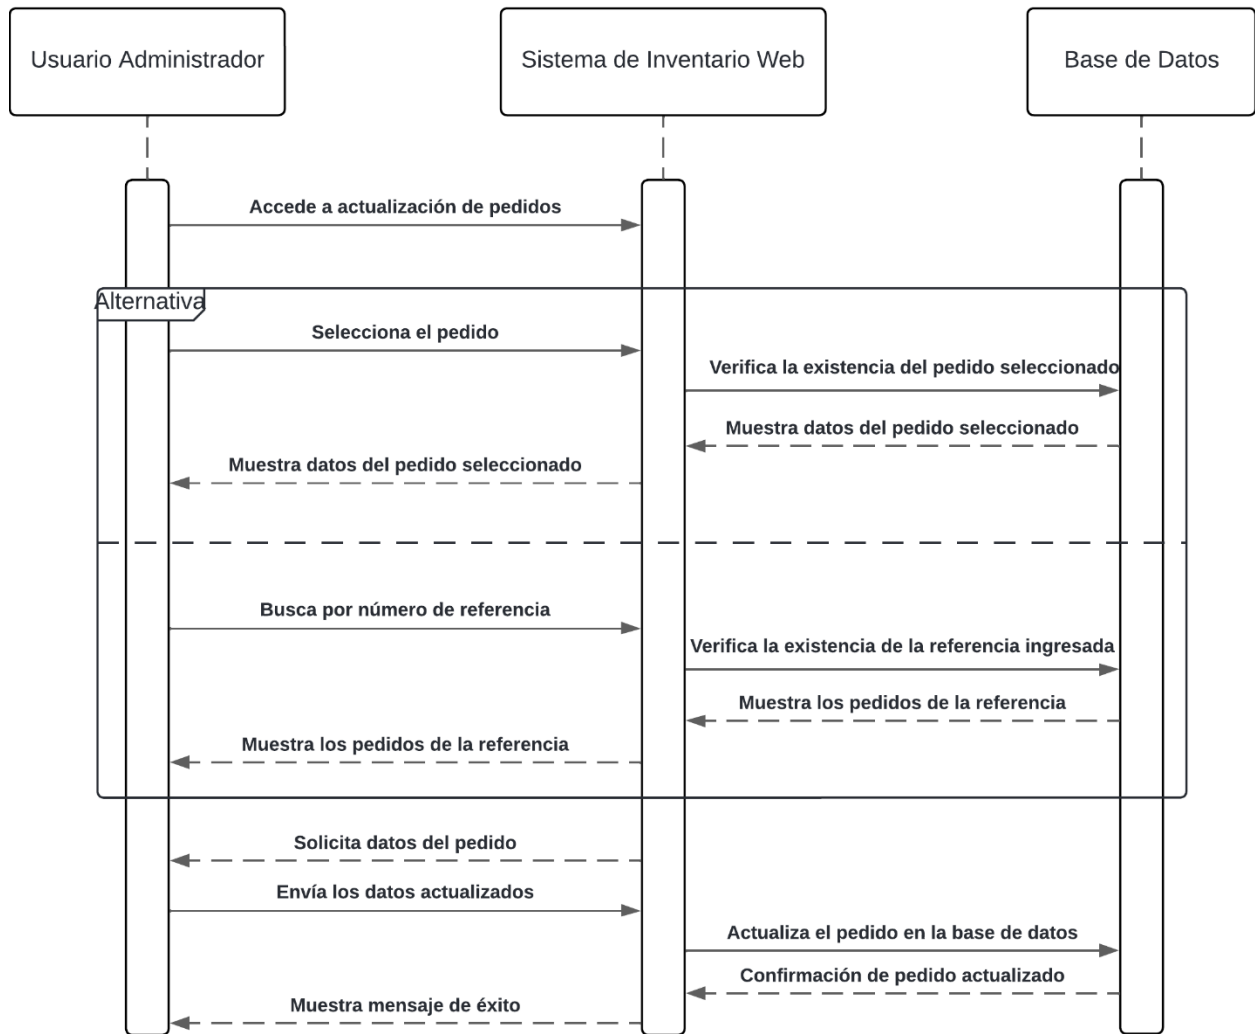 Usuario Administrador
Sistema de Inventario Web
Base de Datos
Accede a actualización de pedidos
Alternativa
Selecciona el pedido
Verifica la existencia del pedido seleccionado
Muestra datos del pedido seleccionado
Muestra datos del pedido seleccionado
Busca por número de referencia
Verifica la existencia de la referencia ingresada
Muestra los pedidos de la referencia
Muestra los pedidos de la referencia
Solicita datos del pedido
Envía los datos actualizados
Actualiza el pedido en la base de datos
Confirmación de pedido actualizado
Muestra mensaje de éxito